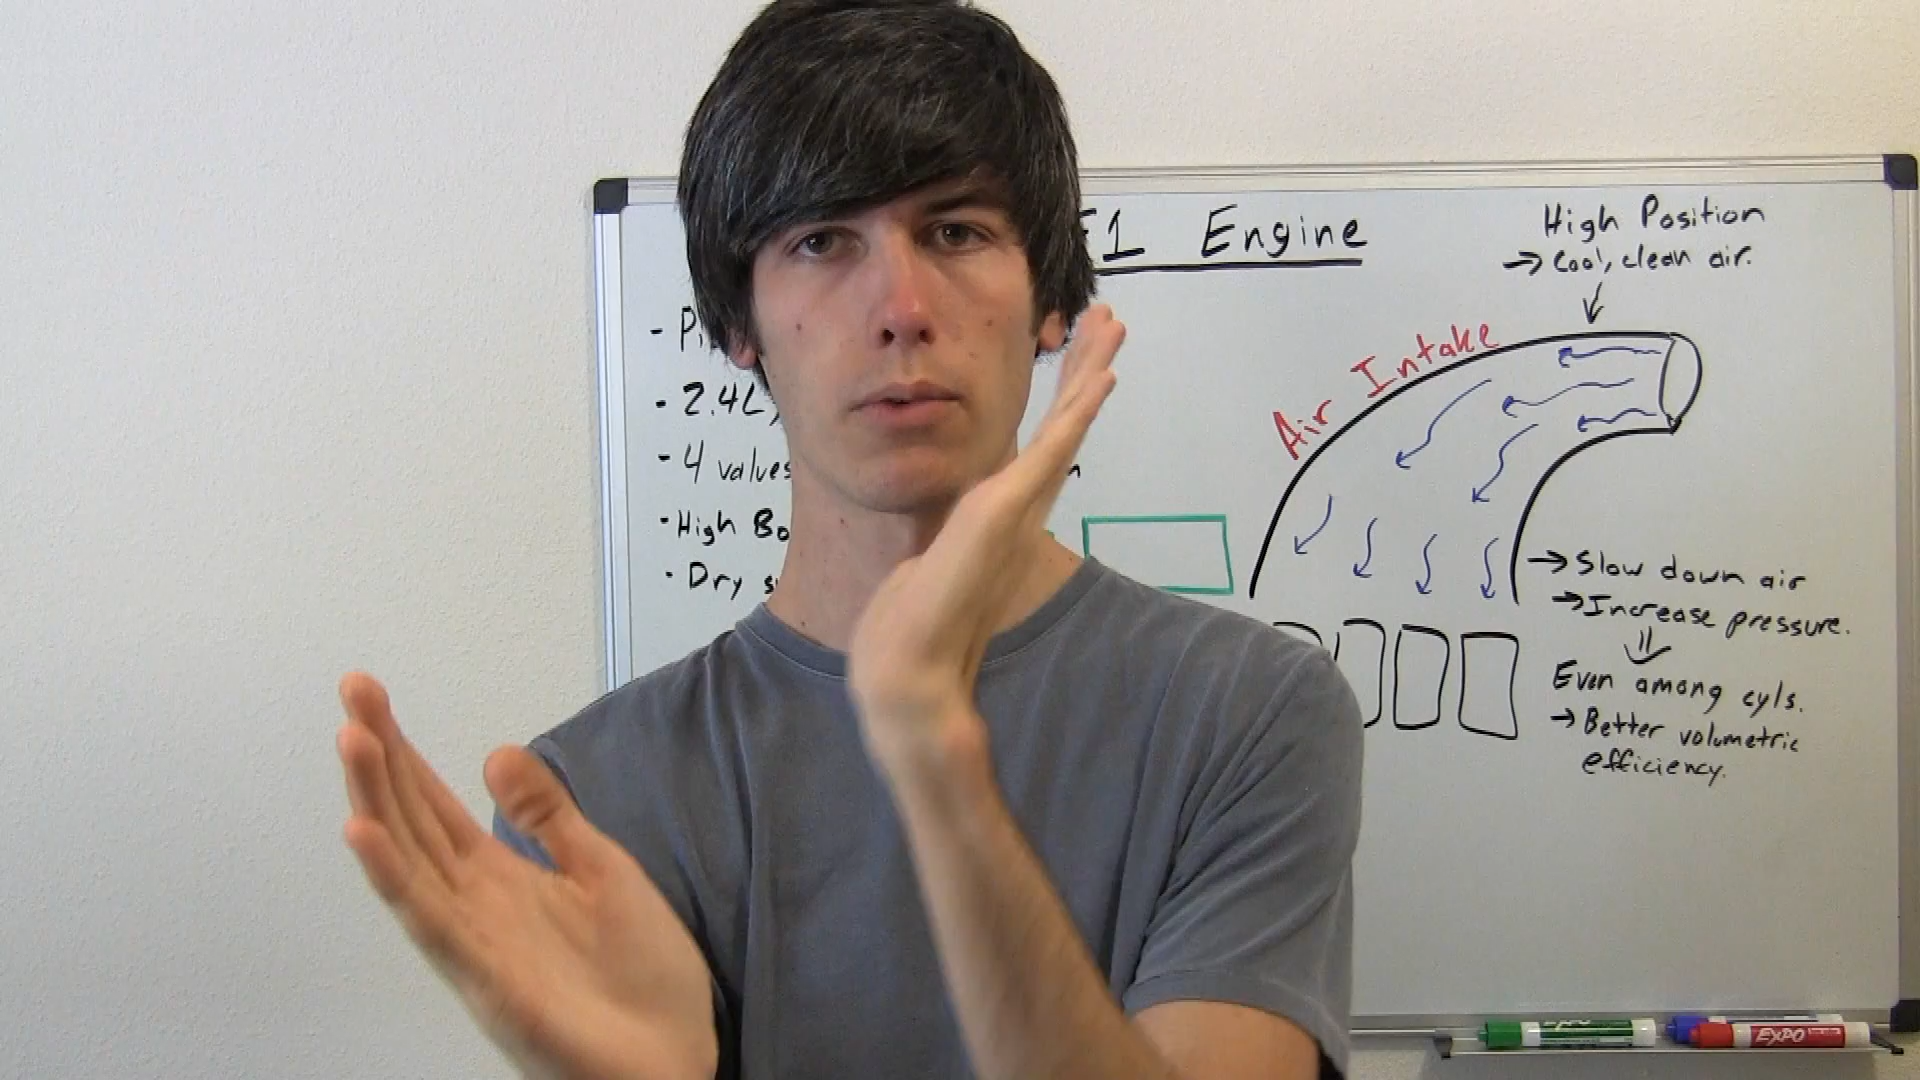 F1 Engine
- 2.4L,
- 4 valves
- High Bo
- Dry s
Air Intake
High Position
→ Cool, clean air.
→ Slow down air
→ Increase pressure.
Even among cyls.
→ Better volumetric
efficiency.
EXPO